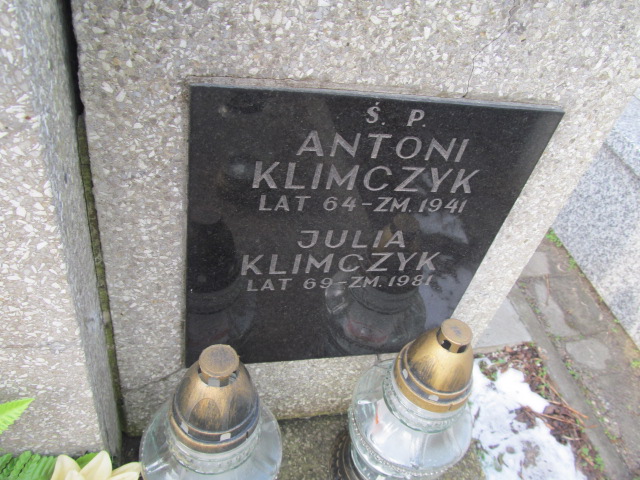 Ś. P.
ANTONI
KLIMCZYK
LAT 64-ZM. 1941
JULIA
KLIMCZYK
LAT 69-ZM. 1981